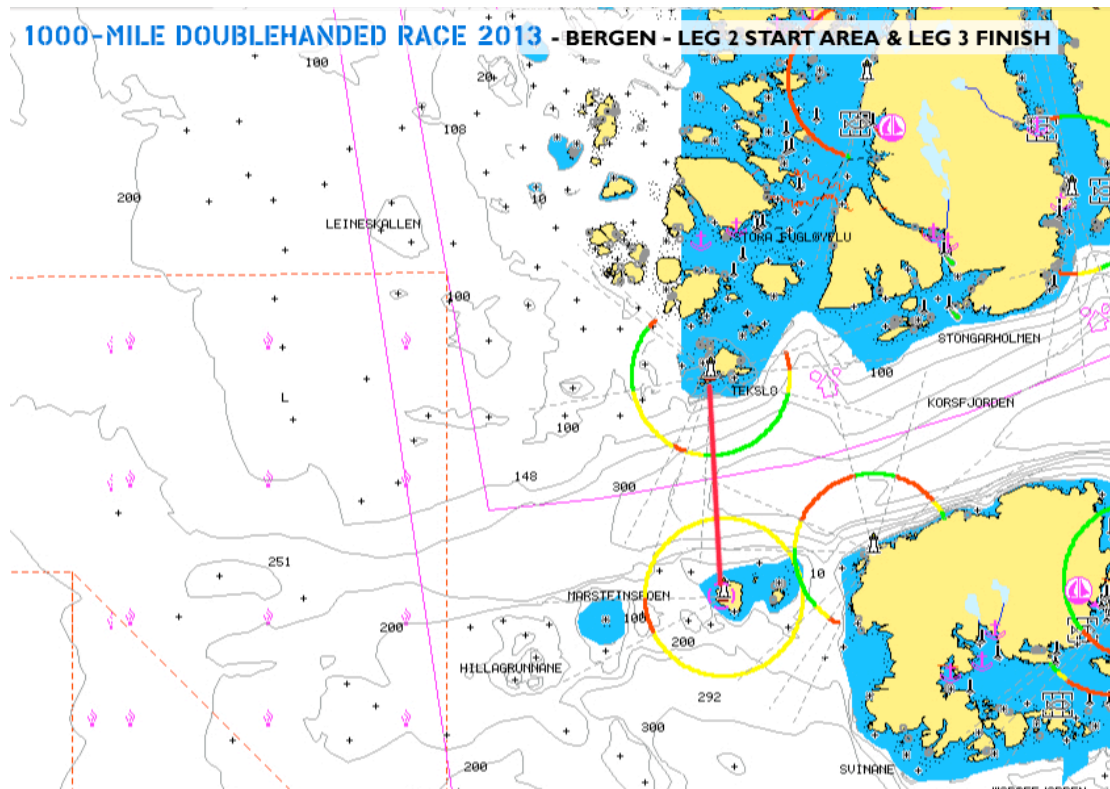 1000-MILE DOUBLEHANDED RACE 2013 - BERGEN - LEG 2 START AREA & LEG 3 FINISH
100
20
108
200
10
LEINESKALLEN
STORA FUGLØYELU
100
STONGARHOLMEN
100
TEKSLO
L
KORSFJORDEN
100
148
300
251
10
MARSTEINSBOEN
100
200
200
HILLAGRUNNANE
292
300
200
SVINANE